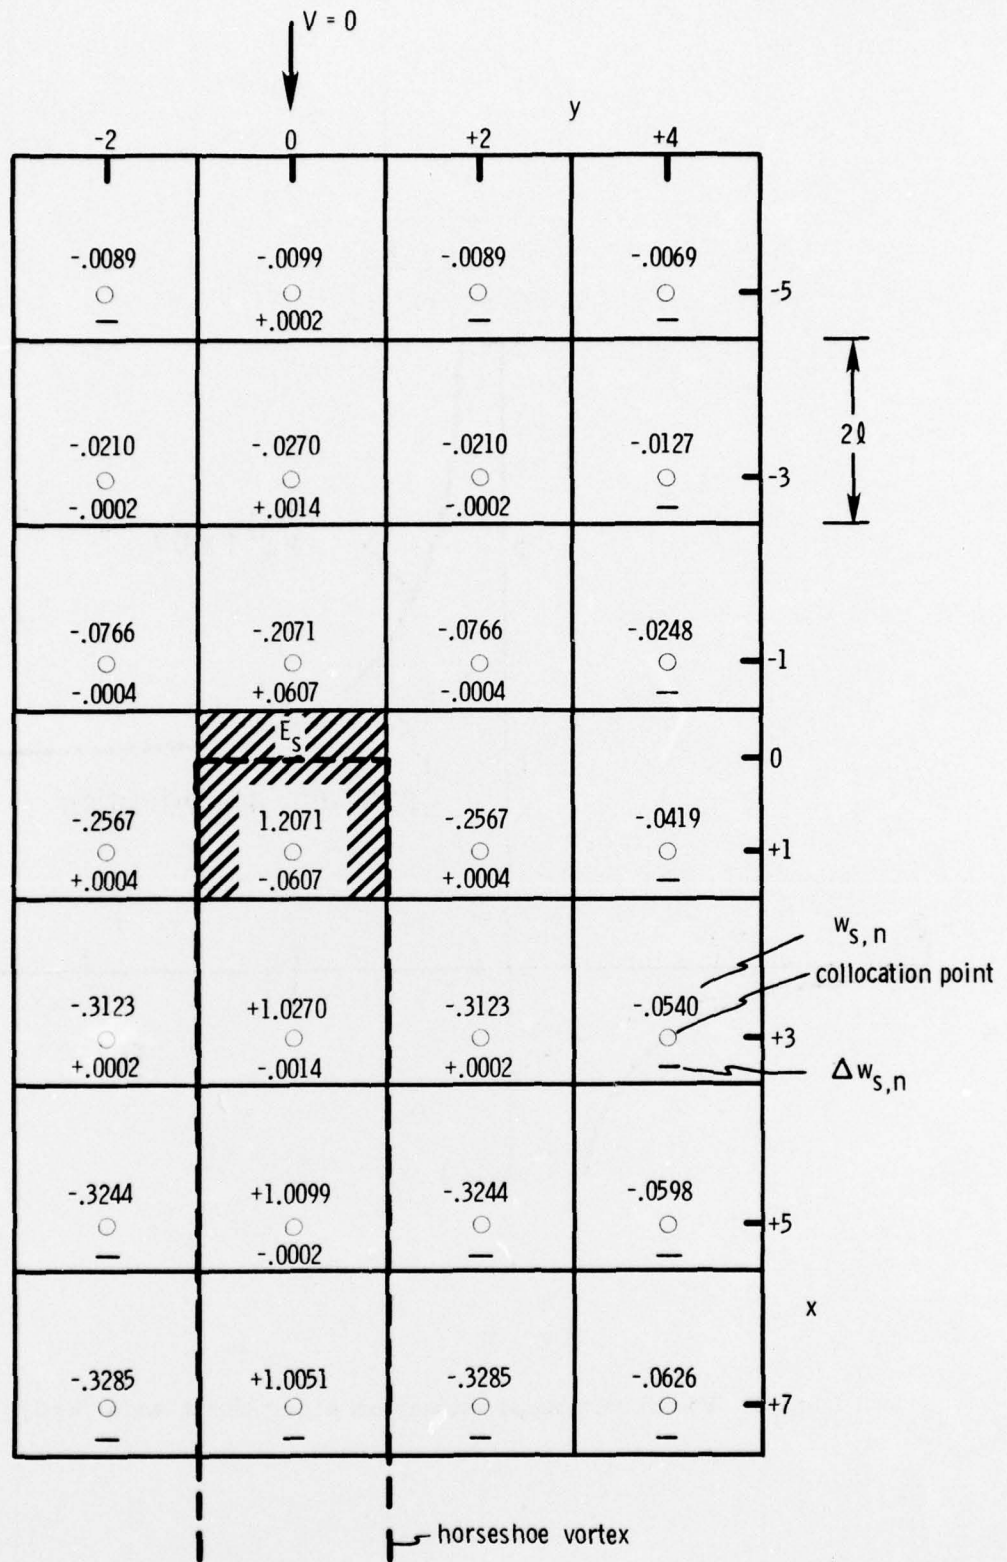 V = 0
y
-2 0 +2 +4
-.0089 -.0099 -.0089 -.0069
-5
— +.0002 — —
2ℓ
-.0210 -.0270 -.0210 -.0127
-3
-.0002 +.0014 -.0002 —
-.0766 -.2071 -.0766 -.0248
-1
-.0004 +.0607 -.0004 —
E_s
0
-.2567 1.2071 -.2567 -.0419
+1
+.0004 -.0607 +.0004 —
w_s,n
collocation point
-.3123 +1.0270 -.3123 -.0540
+3
+.0002 -.0014 +.0002 —
Δw_s,n
-.3244 +1.0099 -.3244 -.0598
+5
— -.0002 — —
x
-.3285 +1.0051 -.3285 -.0626
+7
— — — —
horseshoe vortex